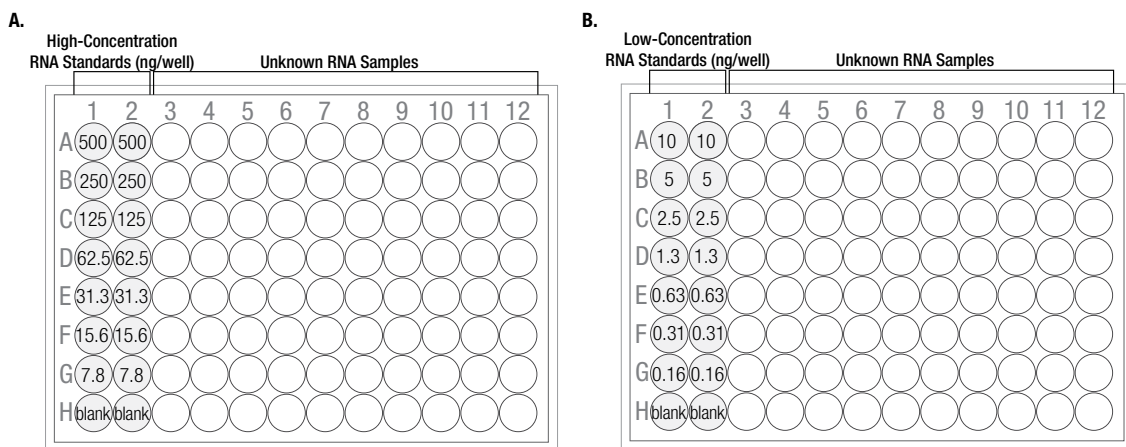 A.
High-Concentration
RNA Standards (ng/well) Unknown RNA Samples
1 2 3 4 5 6 7 8 9 10 11 12
A 500 500
B 250 250
C 125 125
D 62.5 62.5
E 31.3 31.3
F 15.6 15.6
G 7.8 7.8
H blank blank
B.
Low-Concentration
RNA Standards (ng/well) Unknown RNA Samples
1 2 3 4 5 6 7 8 9 10 11 12
A 10 10
B 5 5
C 2.5 2.5
D 1.3 1.3
E 0.63 0.63
F 0.31 0.31
G 0.16 0.16
H blank blank